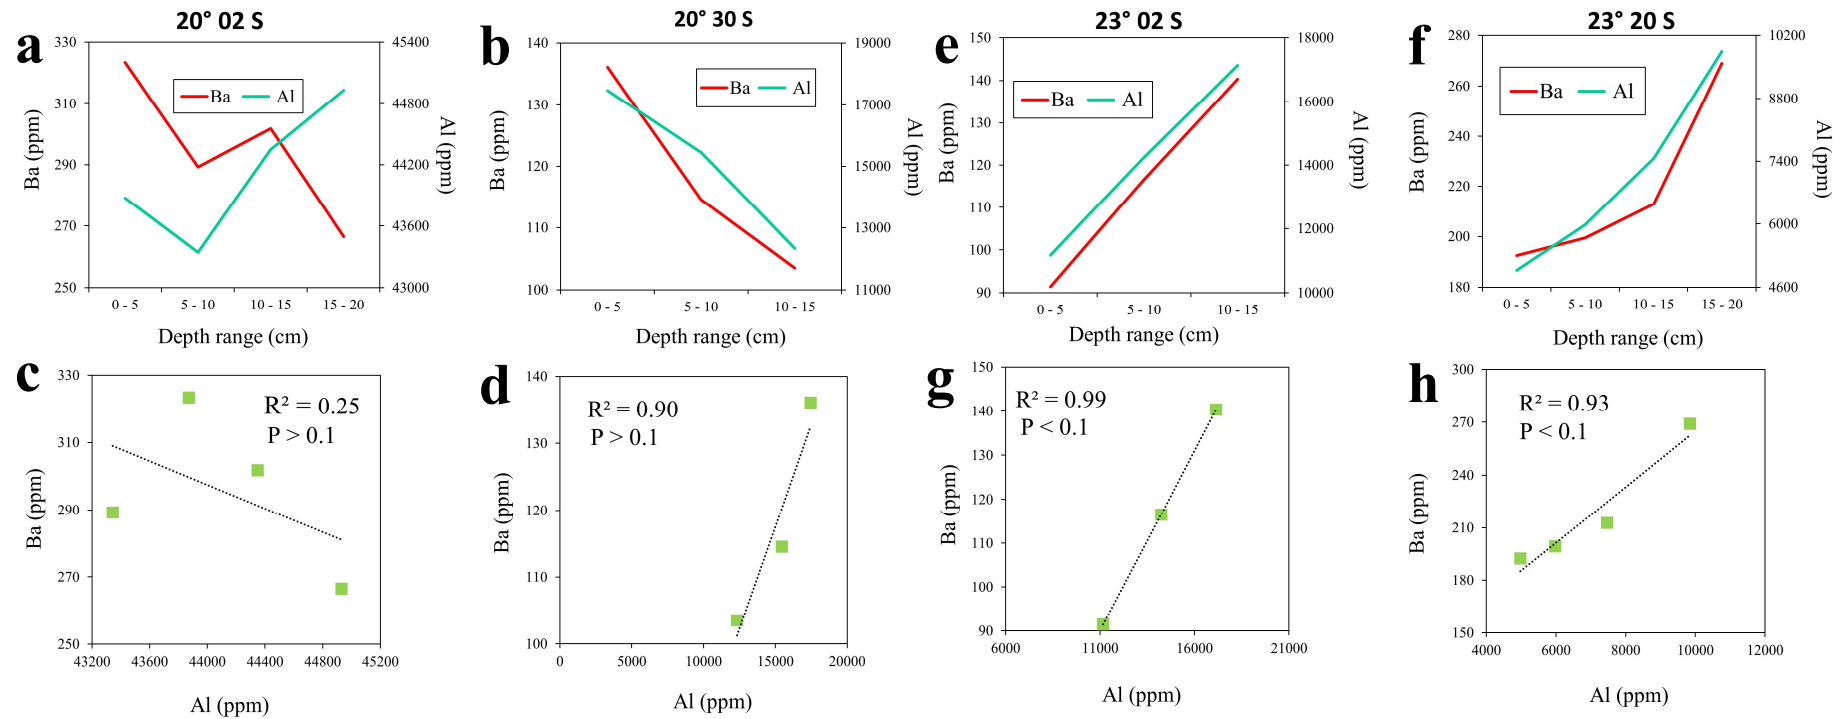 20° 02 S
a
330
310
290
270
250
Ba (ppm)
45400
44800
44200
43600
43000
Al (ppm)
Ba
Al
0 - 5
5 - 10
10 - 15
15 - 20
Depth range (cm)
20° 30 S
b
140
130
120
110
100
Ba (ppm)
19000
17000
15000
13000
11000
Al (ppm)
Ba
Al
0 - 5
5 - 10
10 - 15
Depth range (cm)
23° 02 S
e
150
140
130
120
110
100
90
Ba (ppm)
18000
16000
14000
12000
10000
Al (ppm)
Ba
Al
0 - 5
5 - 10
10 - 15
Depth range (cm)
23° 20 S
f
280
260
240
220
200
180
Ba (ppm)
10200
8800
7400
6000
4600
Al (ppm)
Ba
Al
0 - 5
5 - 10
10 - 15
15 - 20
Depth range (cm)
c
330
310
290
270
250
Ba (ppm)
R² = 0.25
P > 0.1
43200
43600
44000
44400
44800
45200
Al (ppm)
d
140
130
120
110
100
Ba (ppm)
R² = 0.90
P > 0.1
0
5000
10000
15000
20000
Al (ppm)
g
150
140
130
120
110
100
90
Ba (ppm)
R² = 0.99
P < 0.1
6000
11000
16000
21000
Al (ppm)
h
300
270
240
210
180
150
Ba (ppm)
R² = 0.93
P < 0.1
4000
6000
8000
10000
12000
Al (ppm)